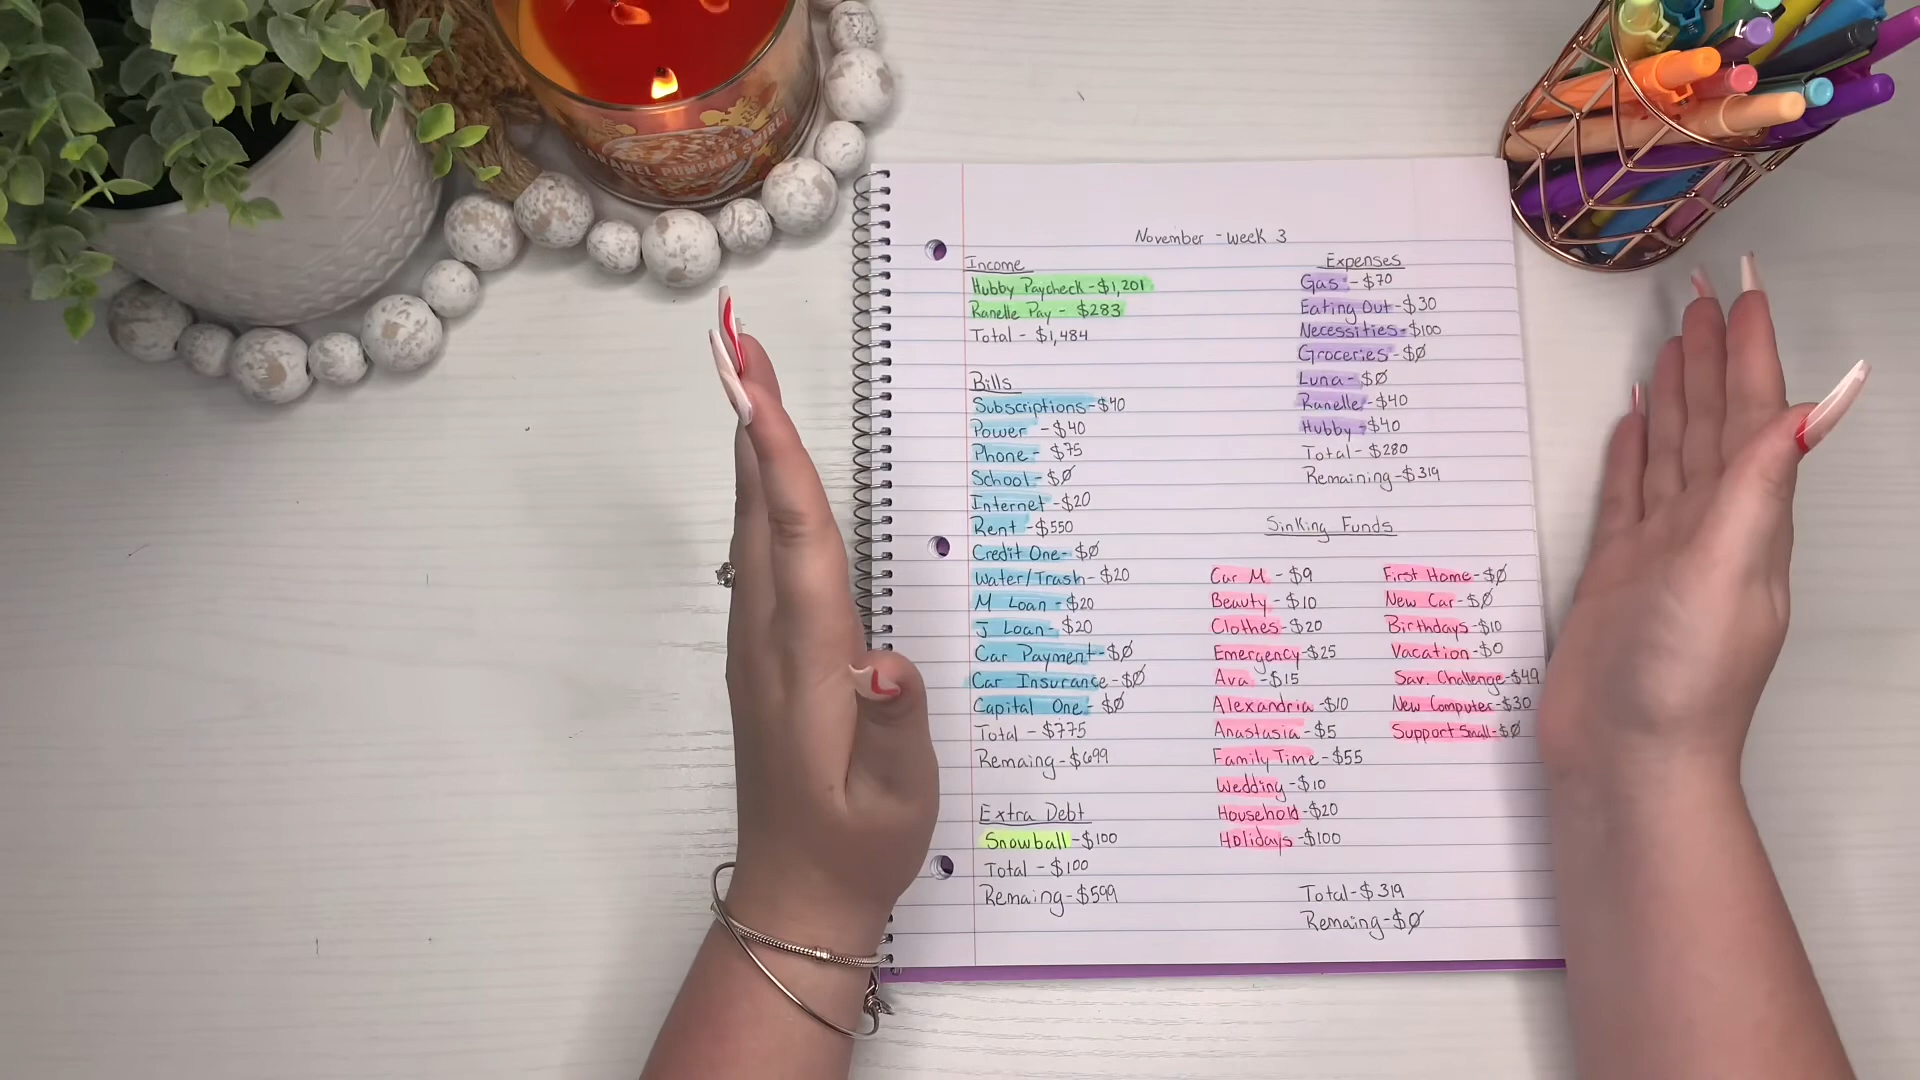 CARAMEL PUMPKIN SWIRL
November - week 3
Income
Hubby Paycheck - $1,201
Ranelle Pay - $283
Total - $1,484
Bills
Subscriptions - $40
Power - $40
Phone - $75
School - $0
Internet - $20
Rent - $550
Credit One - $0
Water/Trash - $20
M Loan - $20
J Loan - $20
Car Payment - $0
Car Insurance - $0
Capital One - $0
Total - $775
Remaing - $699
Extra Debt
Snowball - $100
Total - $100
Remaing - $599
Expenses
Gas - $70
Eating Out - $30
Necessities - $100
Groceries - $0
Luna - $0
Ranelle - $40
Hubby - $40
Total - $280
Remaining - $319
Sinking Funds
Car M - $9
Beauty - $10
Clothes - $20
Emergency - $25
Ava - $15
Alexandria - $10
Anastasia - $5
Family Time - $55
Wedding - $10
Household - $20
Holidays - $100
First Home - $0
New Car - $0
Birthdays - $10
Vacation - $0
Sav. Challenge - $49
New Computer - $30
Support Small - $0
Total - $319
Remaing - $0